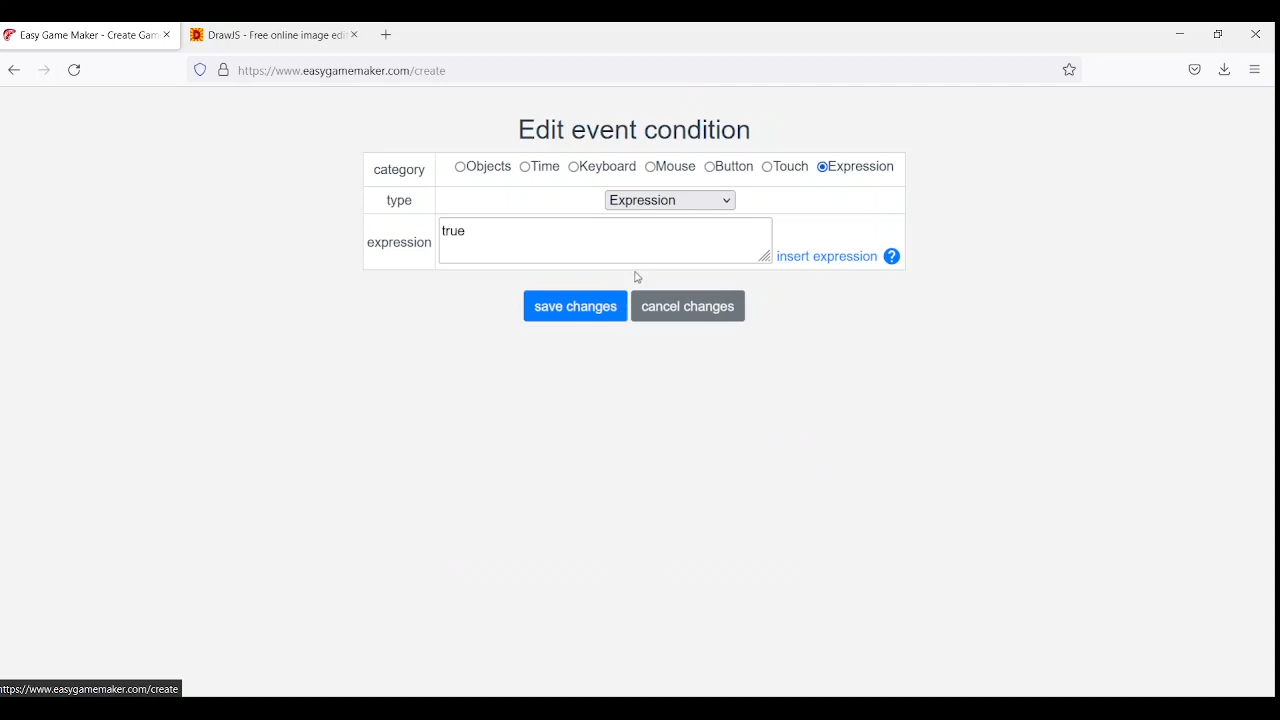 Easy Game Maker - Create Gam
DrawJS - Free online image edit
https://www.easygamemaker.com/create
Edit event condition
category Objects Time Keyboard Mouse Button Touch Expression
type Expression
expression true insert expression ?
save changes cancel changes
https://www.easygamemaker.com/create